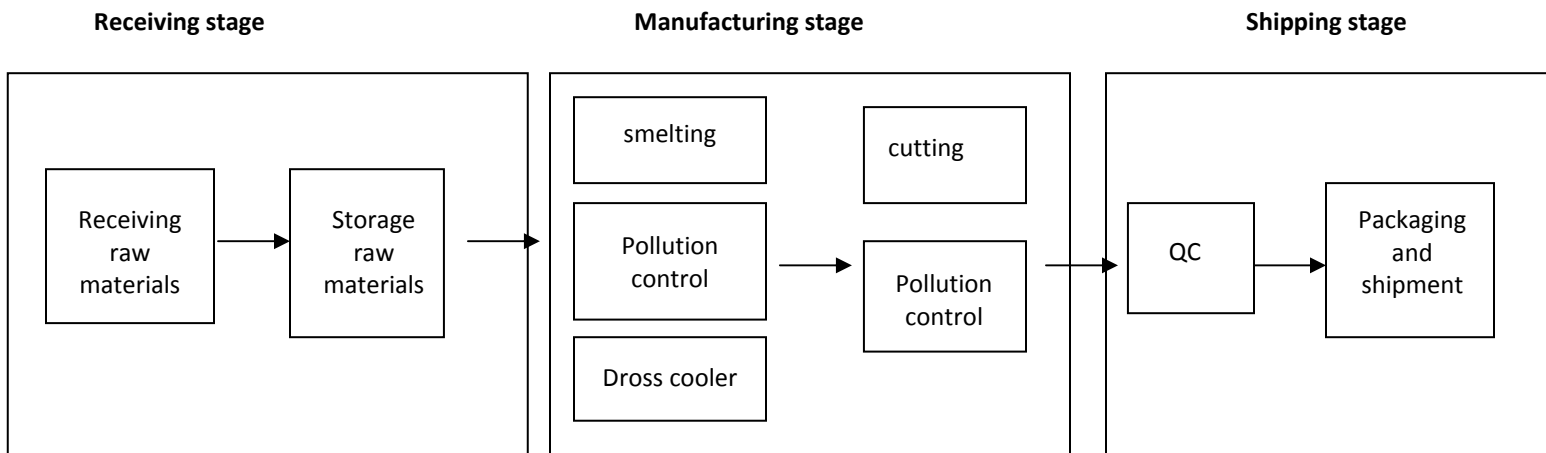 Receiving stage
Manufacturing stage
Shipping stage
Receiving
raw
materials
Storage
raw
materials
smelting
Pollution
control
Dross cooler
cutting
Pollution
control
QC
Packaging
and
shipment